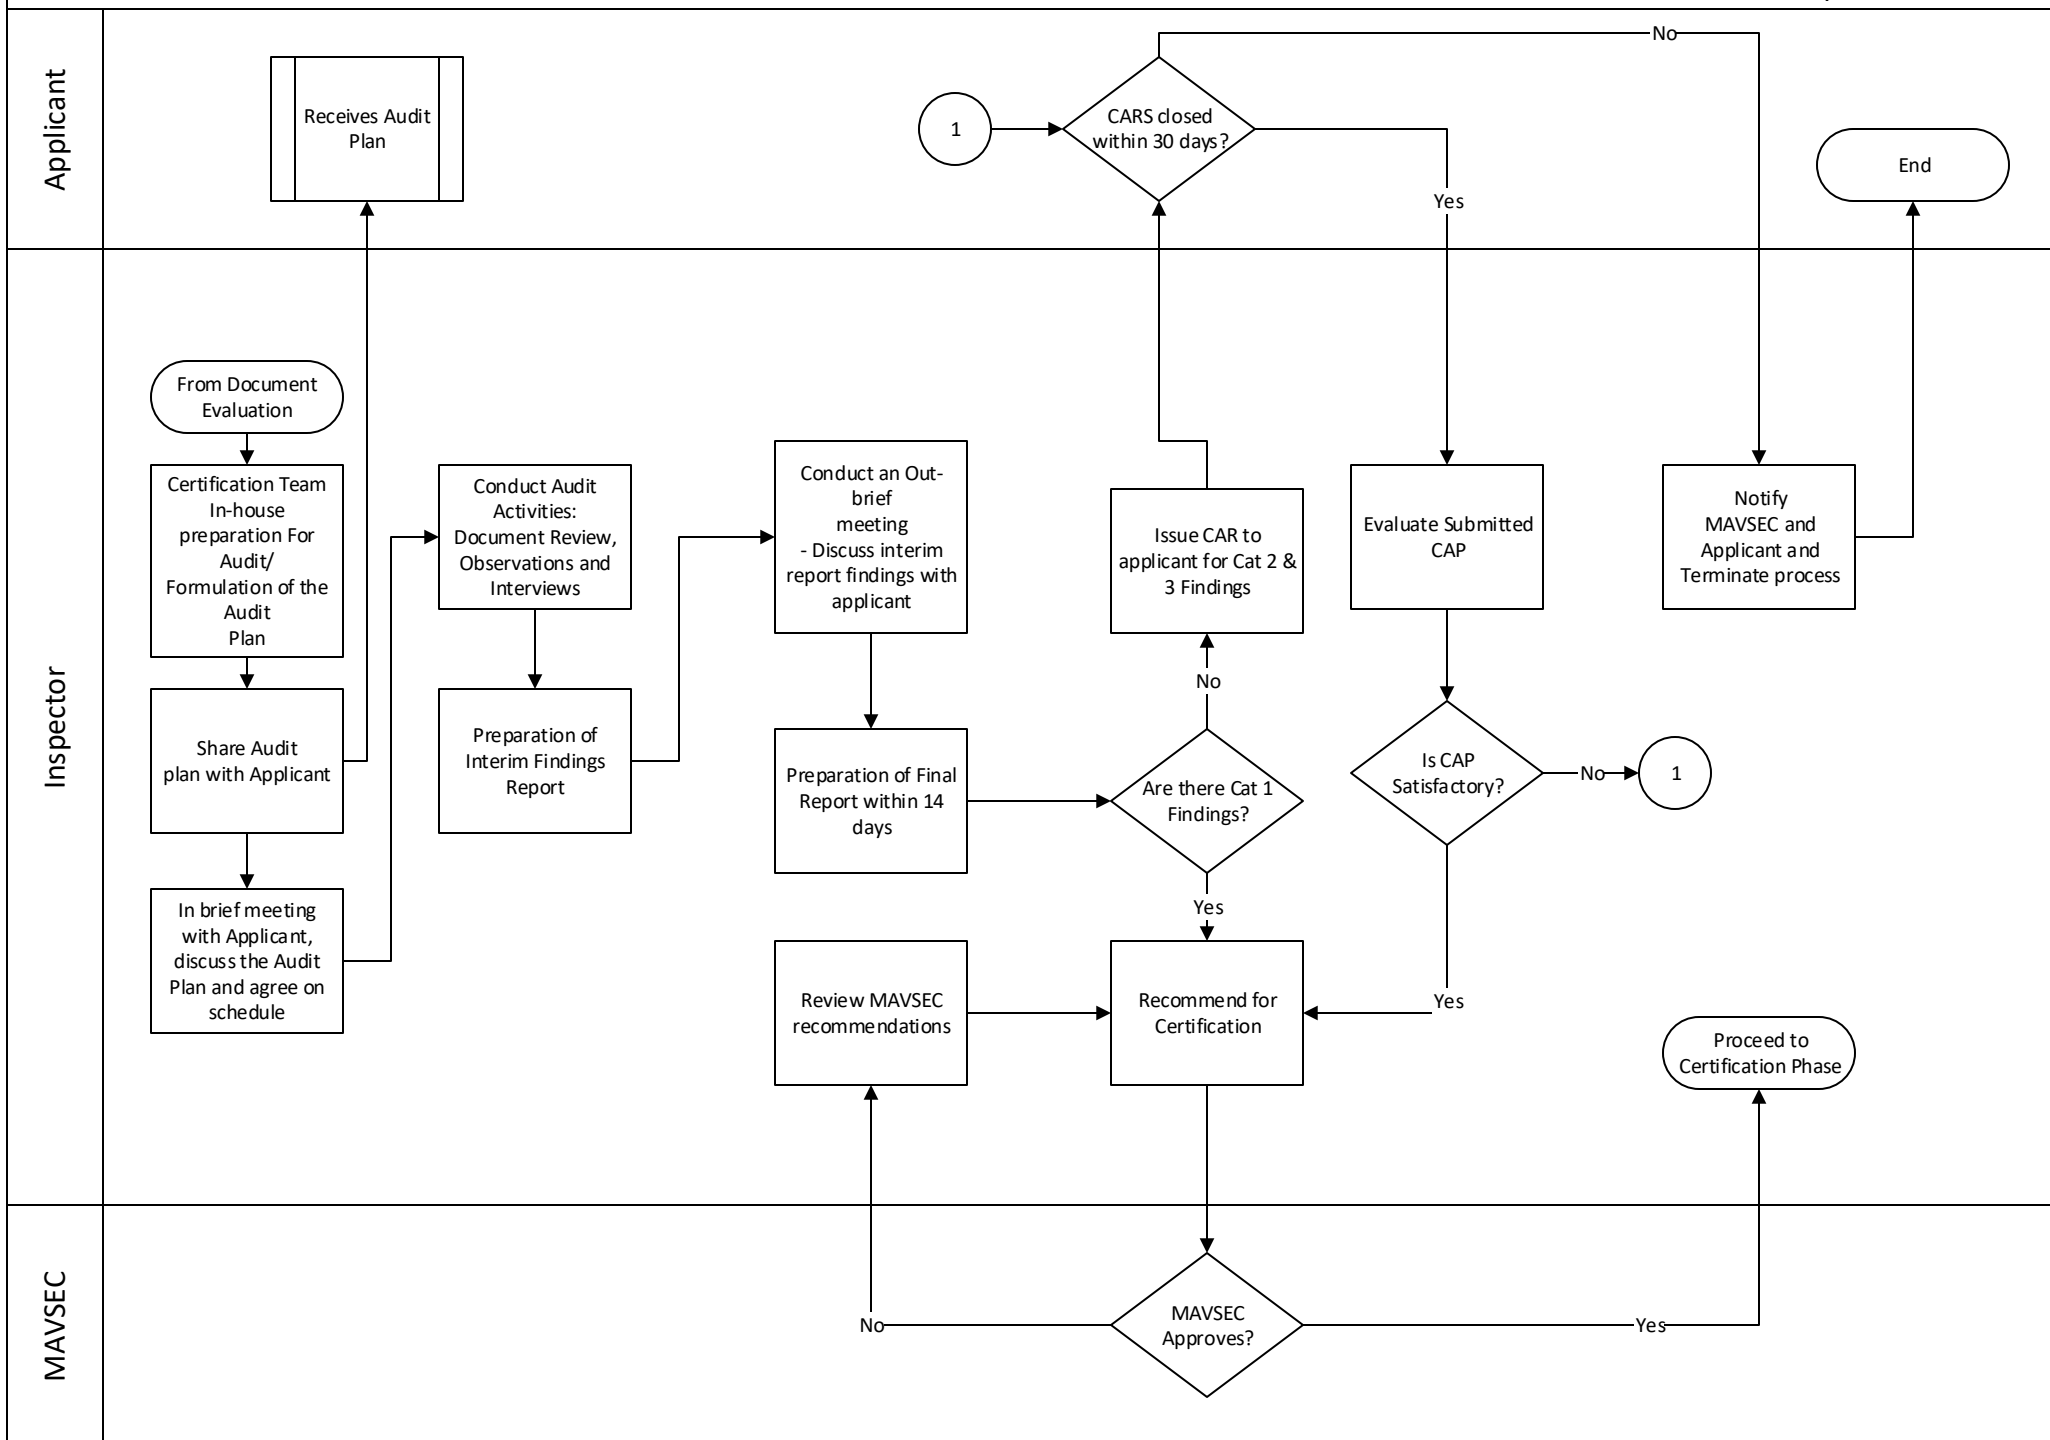 Applicant
Receives Audit
Plan
1
CARS closed
within 30 days?
No
Yes
End
Inspector
From Document
Evaluation
Certification Team
In-house
preparation For
Audit/
Formulation of the
Audit
Plan
Share Audit
plan with Applicant
In brief meeting
with Applicant,
discuss the Audit
Plan and agree on
schedule
Conduct Audit
Activities:
Document Review,
Observations and
Interviews
Preparation of
Interim Findings
Report
Conduct an Out-
brief
meeting
- Discuss interim
report findings with
applicant
Preparation of Final
Report within 14
days
Are there Cat 1
Findings?
No
Yes
Issue CAR to
applicant for Cat 2 &
3 Findings
Evaluate Submitted
CAP
Is CAP
Satisfactory?
No
1
Yes
Notify
MAVSEC and
Applicant and
Terminate process
Review MAVSEC
recommendations
Recommend for
Certification
Proceed to
Certification Phase
MAVSEC
MAVSEC
Approves?
No
Yes